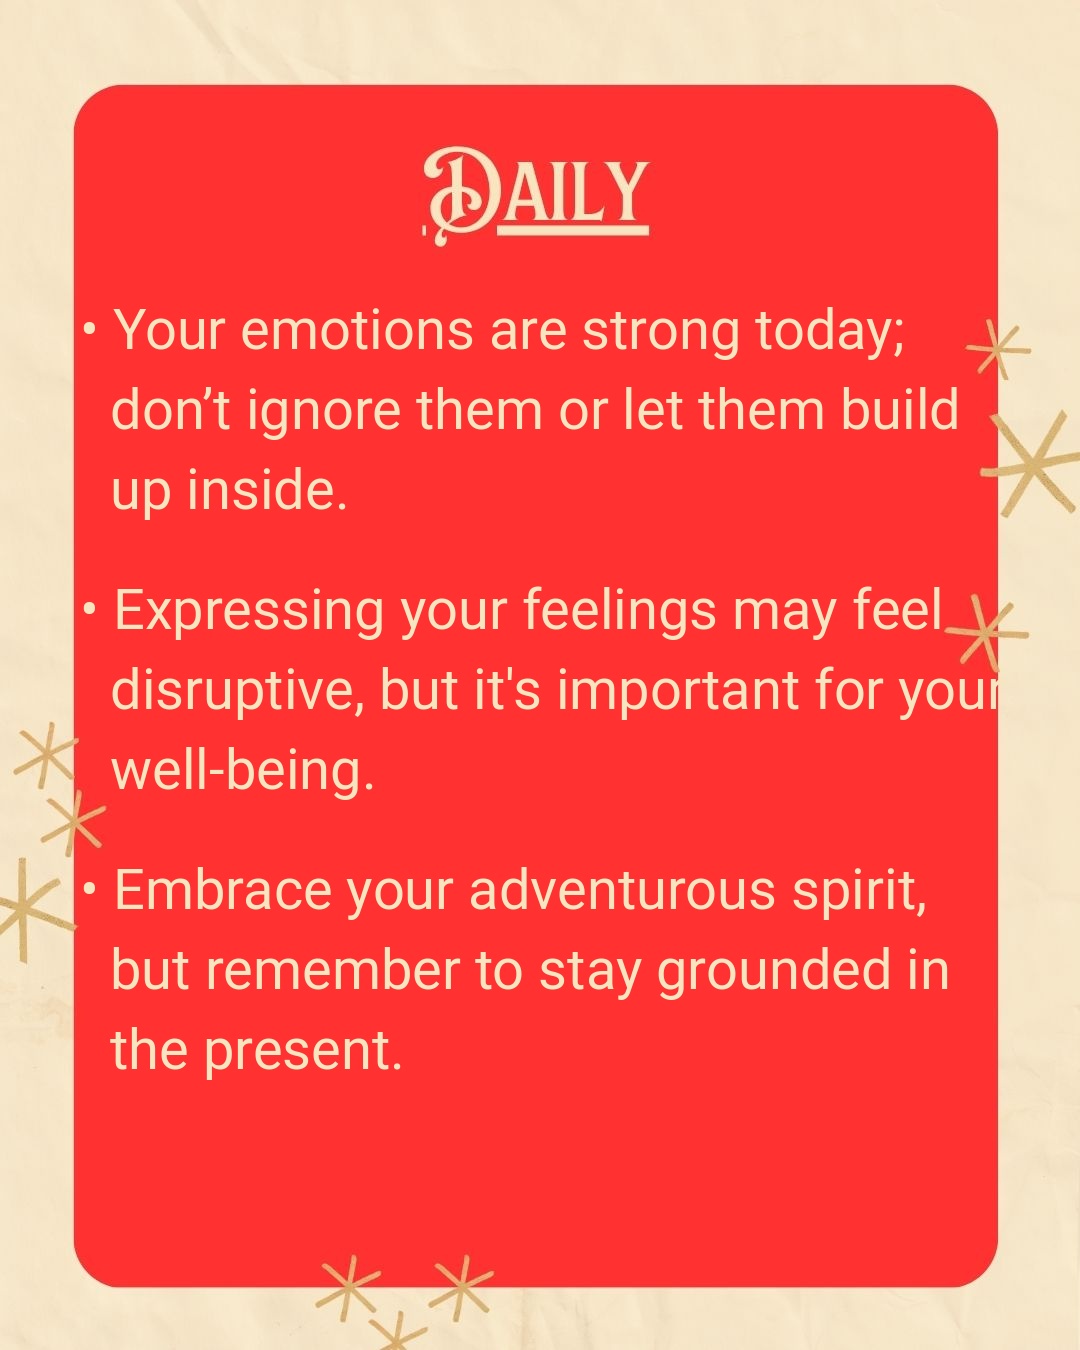 DAILY
• Your emotions are strong today;
don’t ignore them or let them build
up inside.
• Expressing your feelings may feel
disruptive, but it's important for your
well-being.
• Embrace your adventurous spirit,
but remember to stay grounded in
the present.